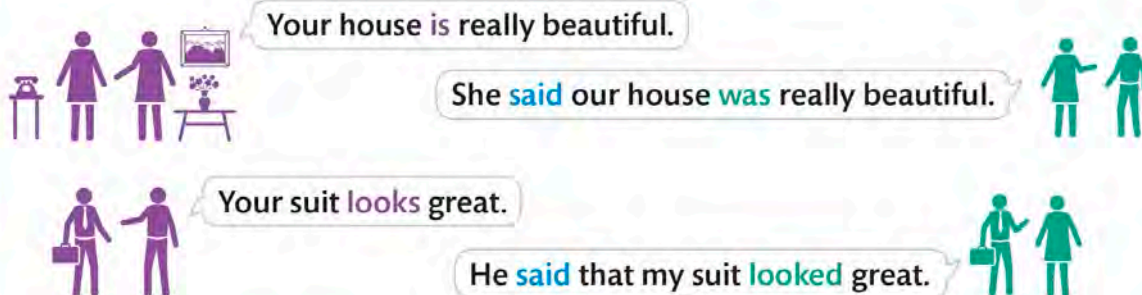 Your house is really beautiful.
She said our house was really beautiful.
Your suit looks great.
He said that my suit looked great.